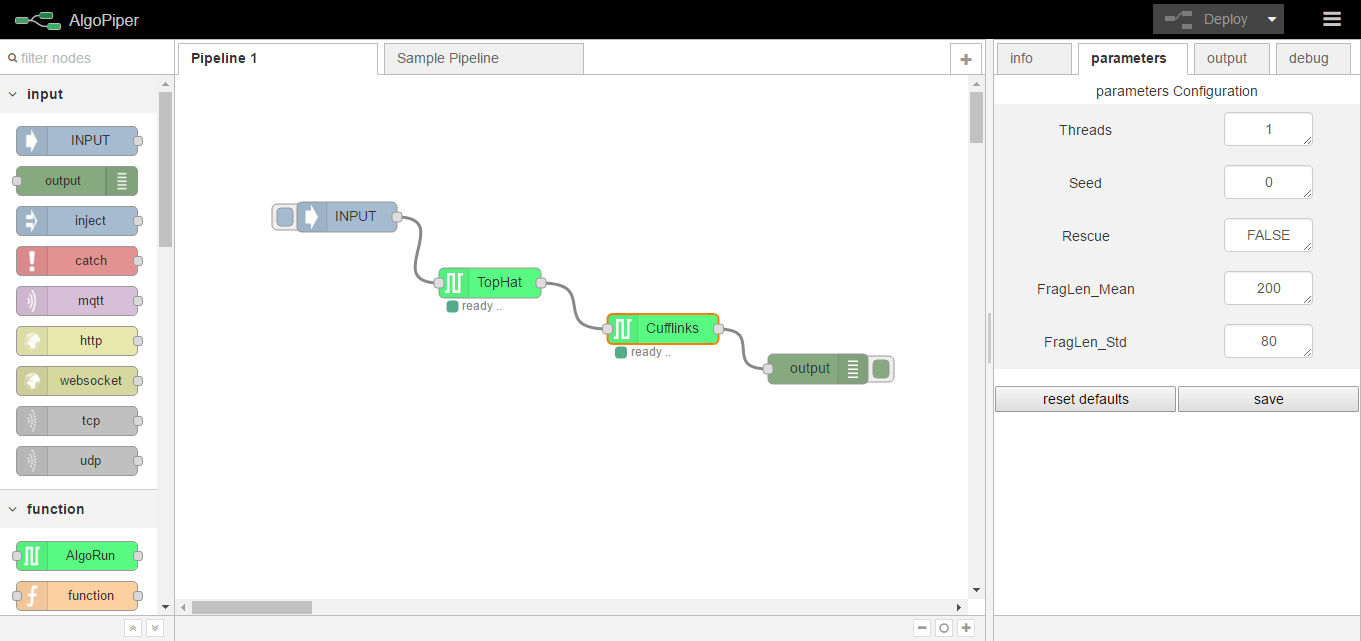 AlgoPiper
Deploy
filter nodes
input
INPUT
output
inject
catch
mqtt
http
websocket
tcp
udp
function
AlgoRun
function
Pipeline 1
Sample Pipeline
INPUT
TopHat
ready ..
Cufflinks
ready ..
output
info
parameters
output
debug
parameters Configuration
Threads 1
Seed 0
Rescue FALSE
FragLen_Mean 200
FragLen_Std 80
reset defaults
save